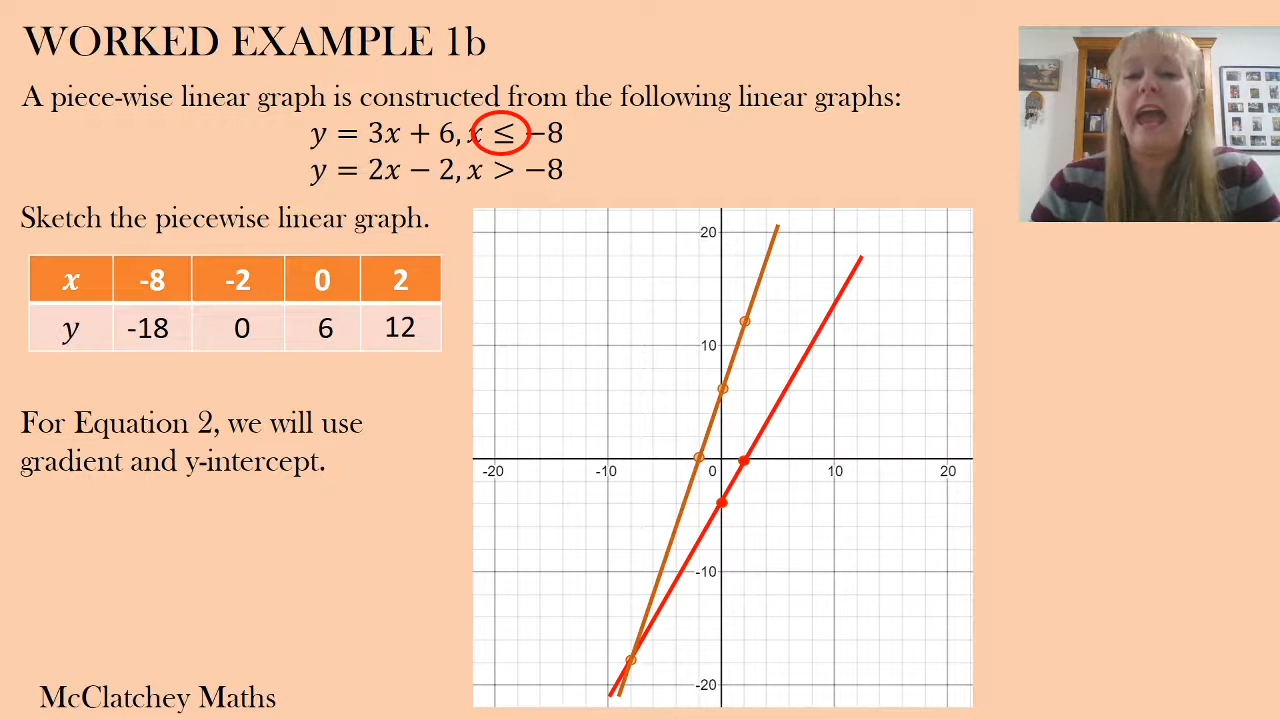 WORKED EXAMPLE 1b
A piece-wise linear graph is constructed from the following linear graphs:
y = 3x + 6, x ≤ −8
y = 2x − 2, x > −8
Sketch the piecewise linear graph.
x -8 -2 0 2
y -18 0 6 12
For Equation 2, we will use
gradient and y-intercept.
20
10
-20 -10 0 10 20
-10
-20
McClatchey Maths